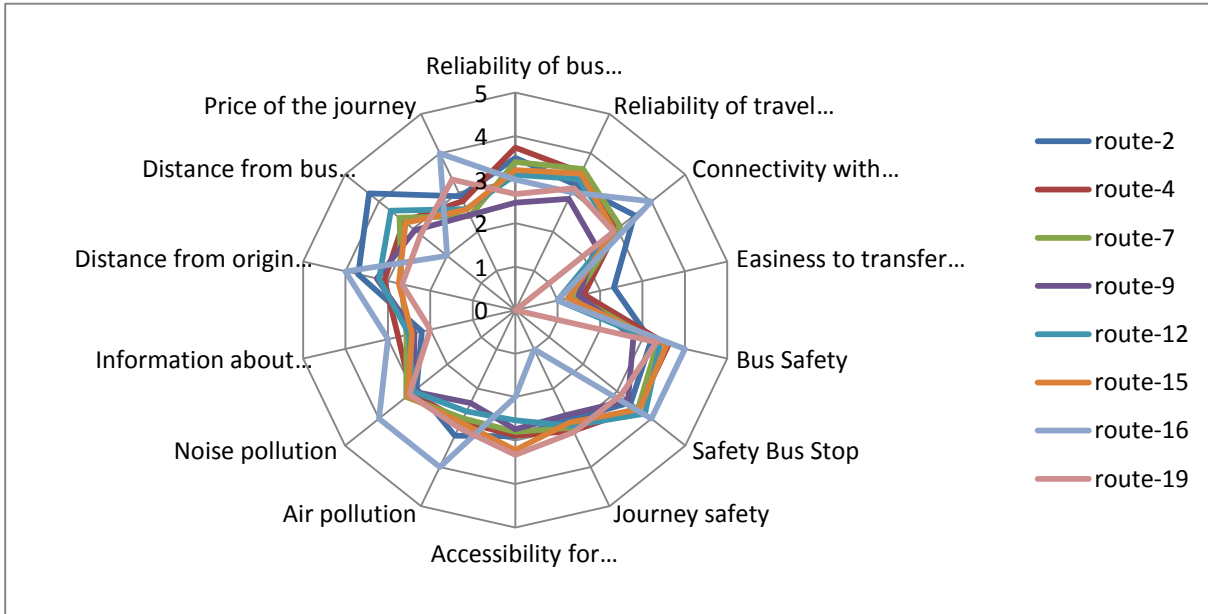 Reliability of bus…
Price of the journey
Reliability of travel…
Distance from bus…
Connectivity with…
Distance from origin…
Easiness to transfer…
Information about…
Bus Safety
Noise pollution
Safety Bus Stop
Air pollution
Journey safety
Accessibility for…
5
4
3
2
1
0
route-2
route-4
route-7
route-9
route-12
route-15
route-16
route-19